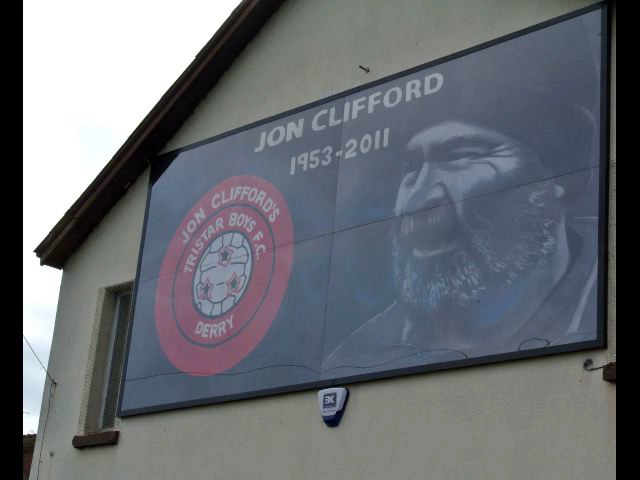 JON CLIFFORD
1953-2011
JON CLIFFORD'S
TRISTAR BOYS F.C.
DERRY